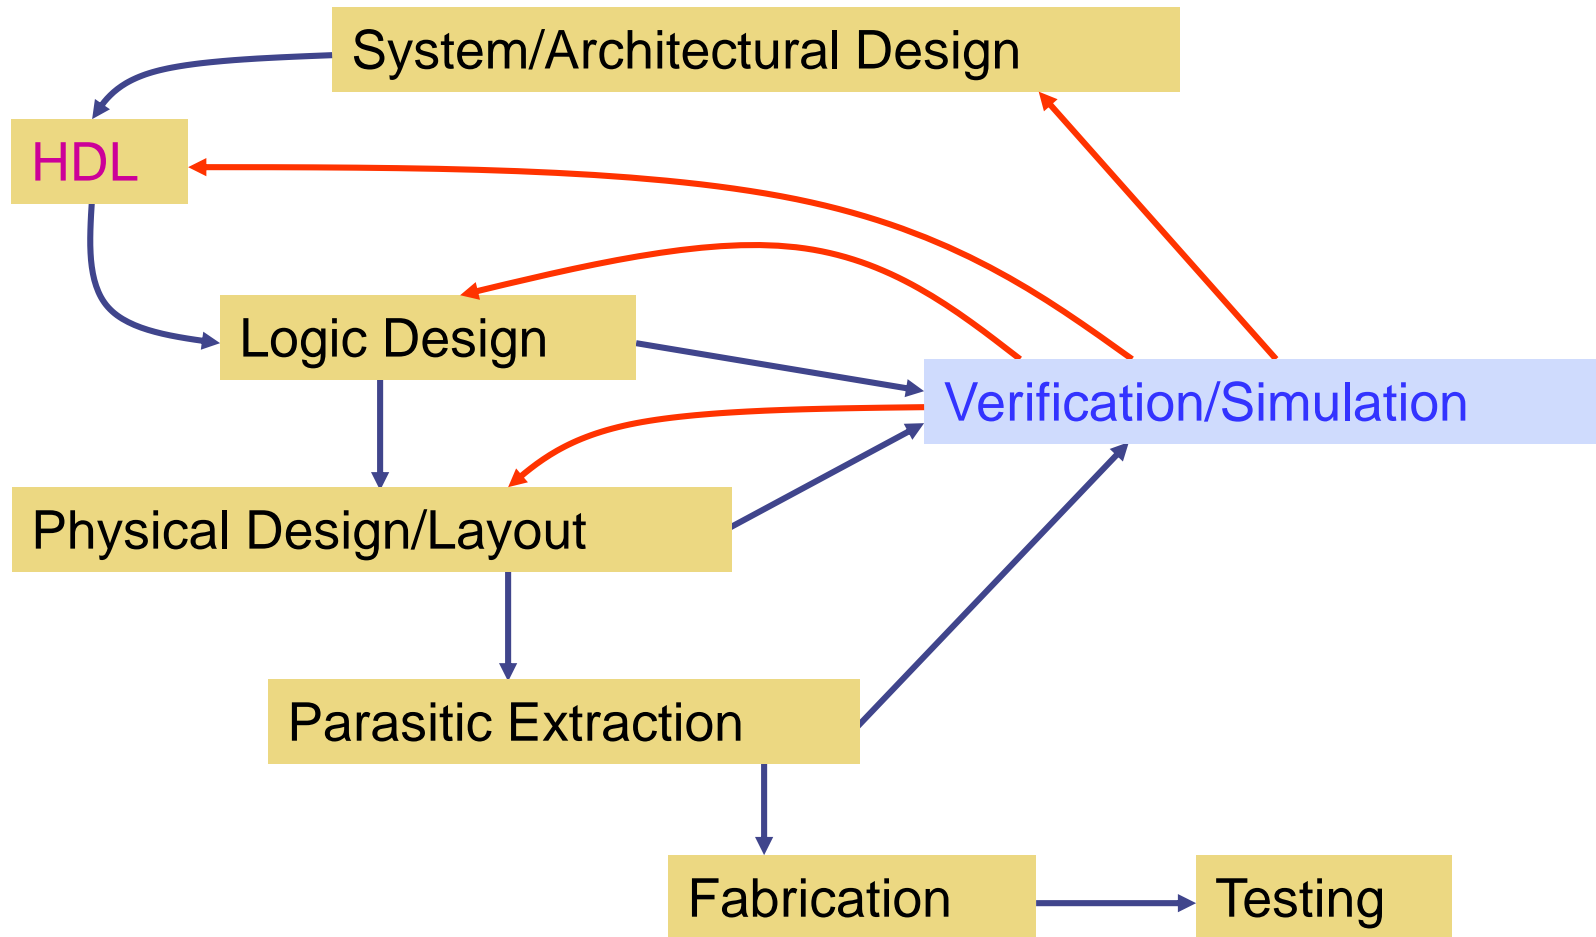 System/Architectural Design
HDL
Logic Design
Verification/Simulation
Physical Design/Layout
Parasitic Extraction
Fabrication
Testing